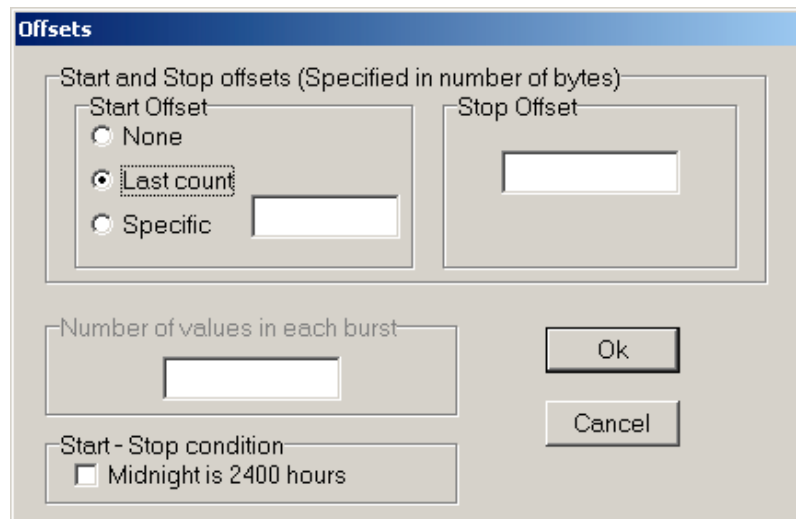 Offsets
Start and Stop offsets (Specified in number of bytes)
Start Offset
None
Last count
Specific
Stop Offset
Number of values in each burst
Ok
Cancel
Start - Stop condition
Midnight is 2400 hours